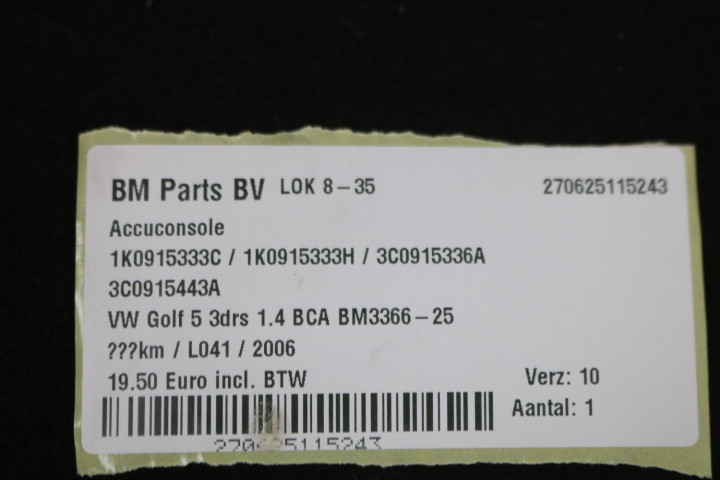 BM Parts BV LOK 8-35 270625115243
Accuconsole
1K0915333C / 1K0915333H / 3C0915336A
3C0915443A
VW Golf 5 3drs 1.4 BCA BM3366-25
???km / L041 / 2006
19.50 Euro incl. BTW Verz: 10
Aantal: 1
270625115243